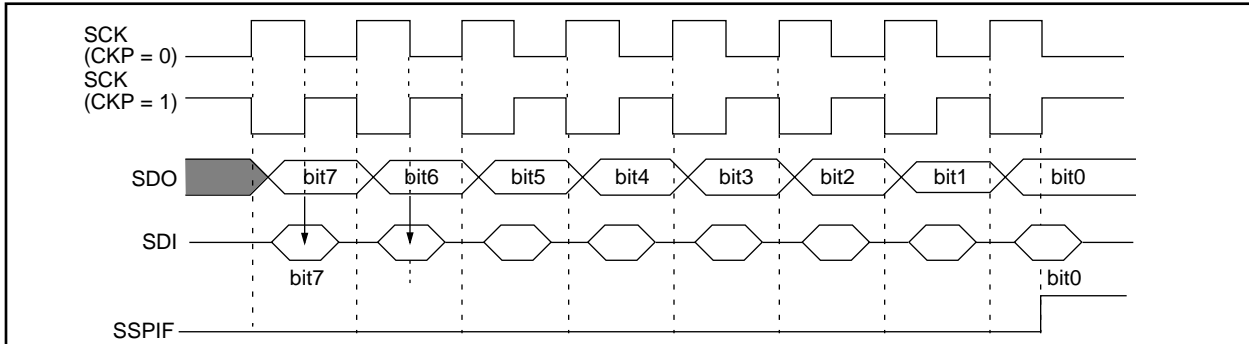 SCK
(CKP = 0)
SCK
(CKP = 1)
SDO bit7 bit6 bit5 bit4 bit3 bit2 bit1 bit0
SDI
bit7 bit0
SSPIF